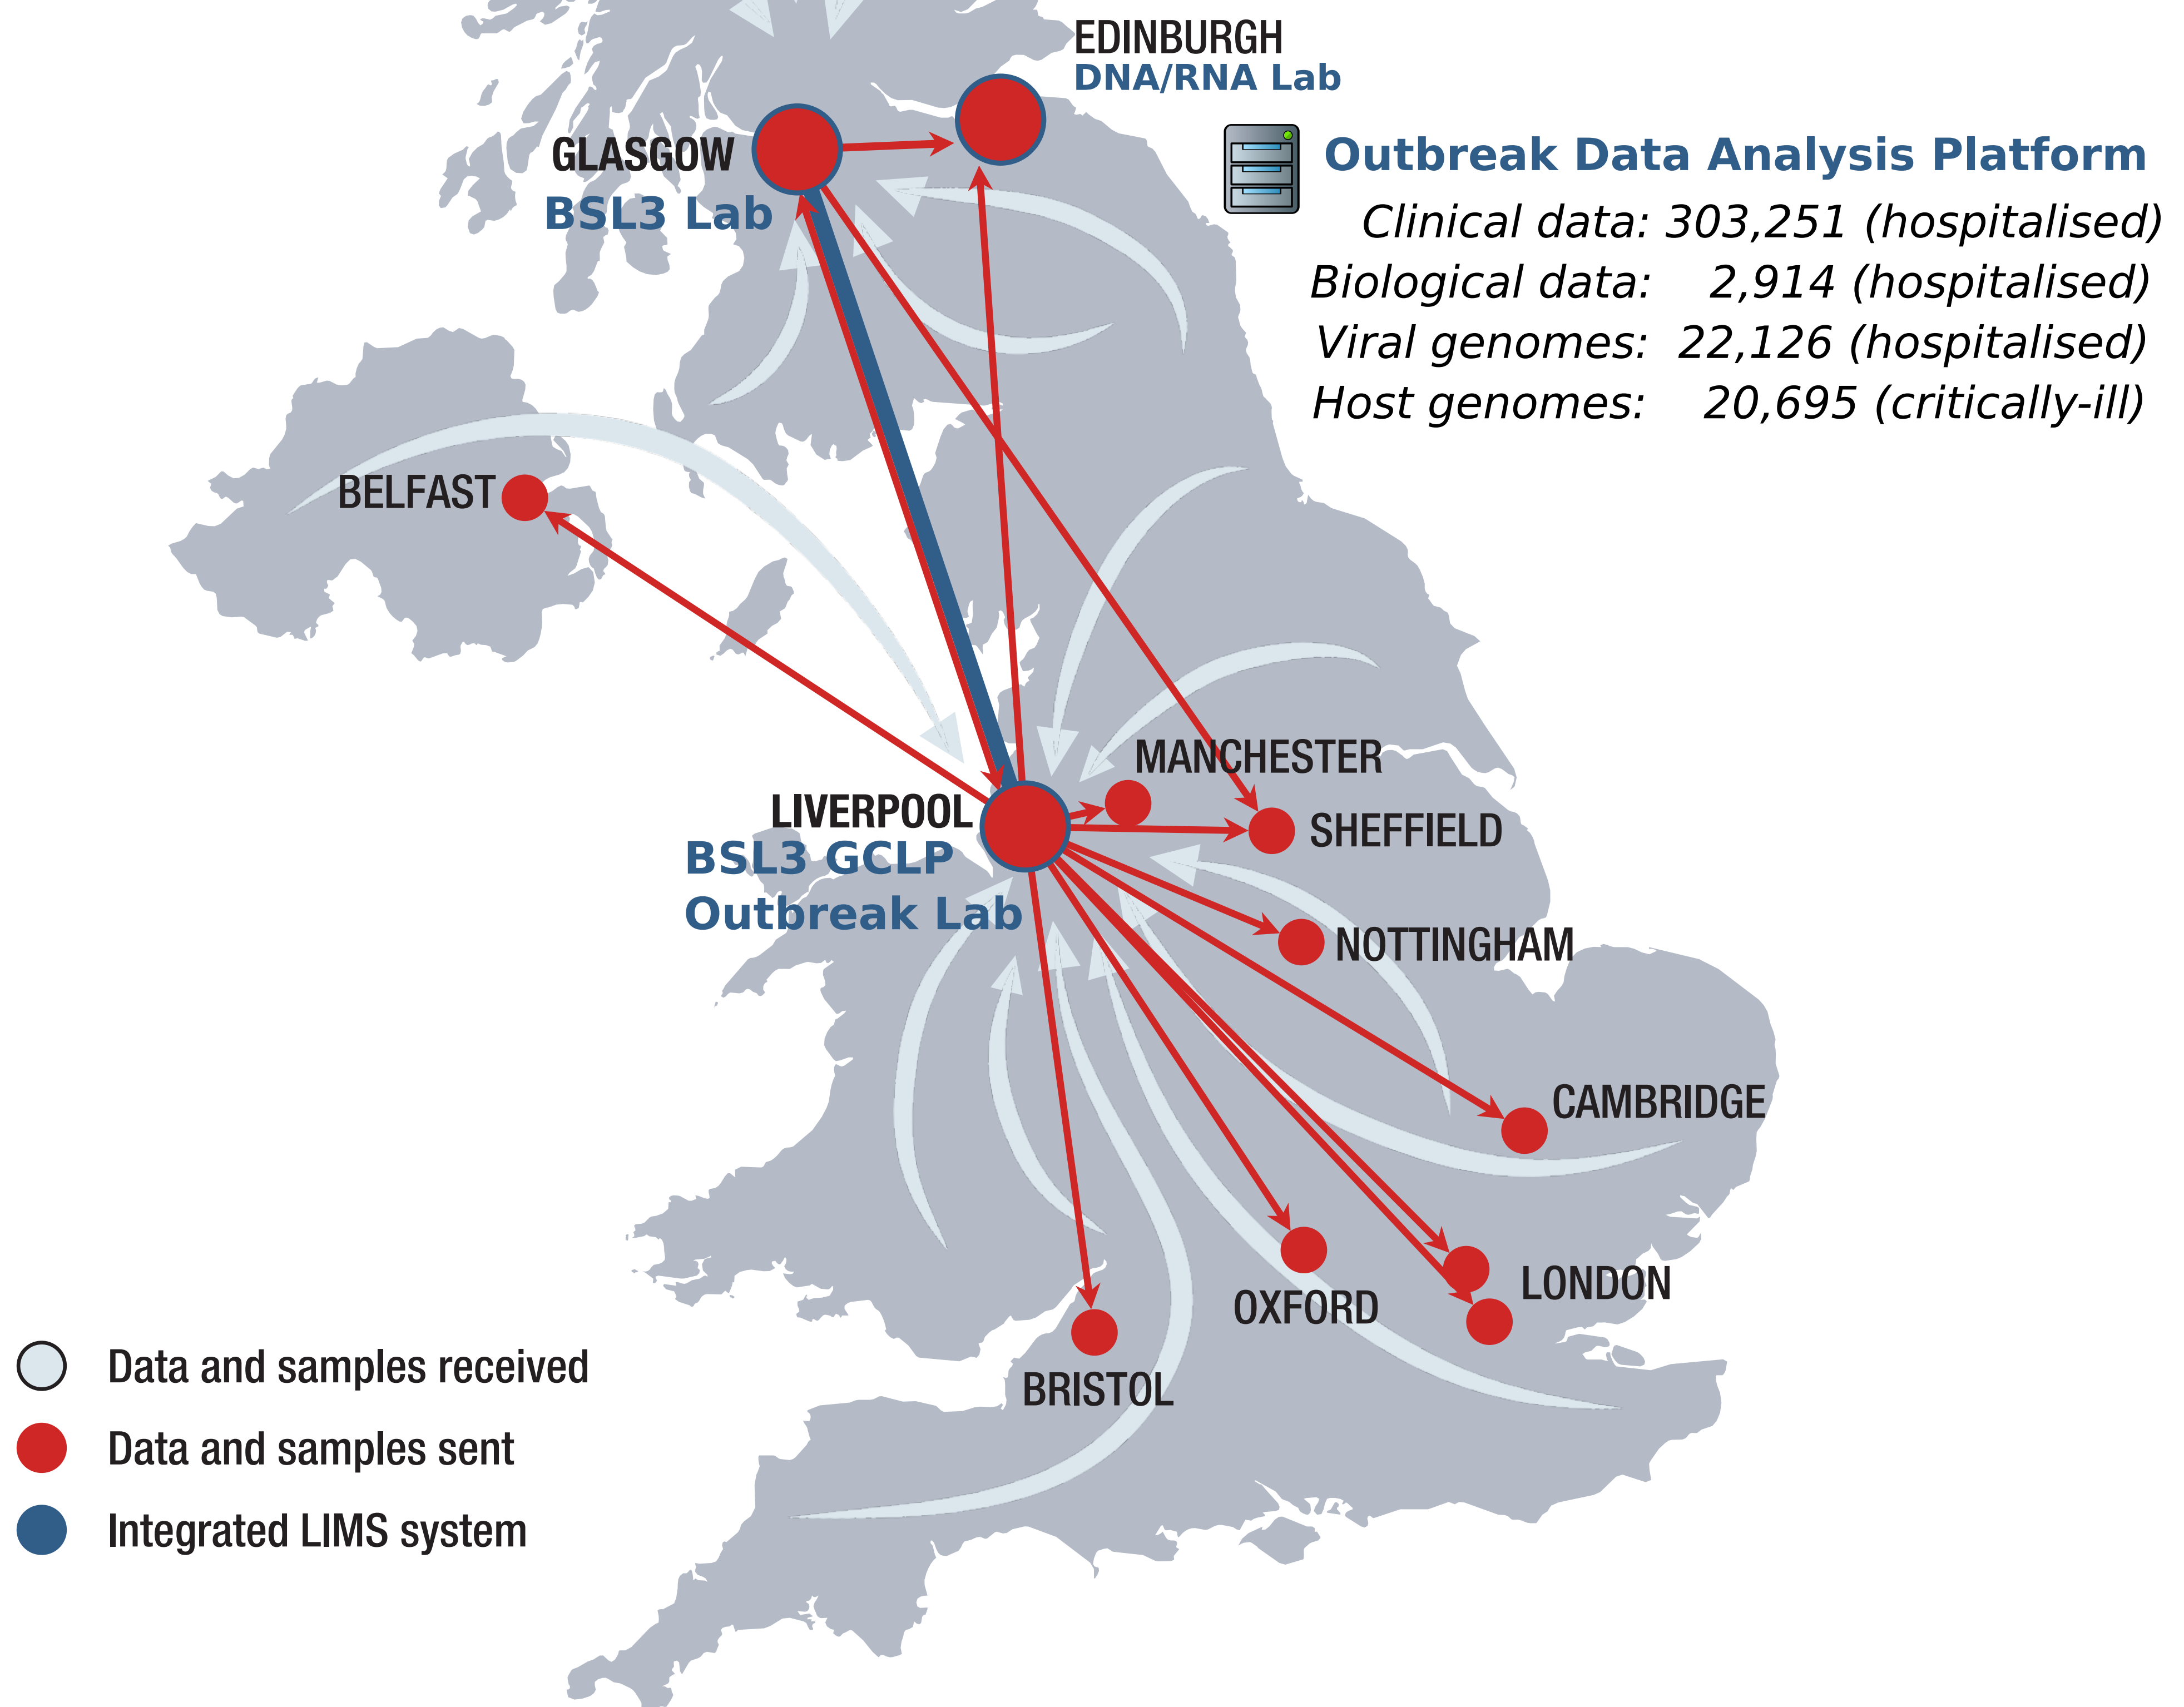 EDINBURGH
DNA/RNA Lab
GLASGOW
BSL3 Lab
Outbreak Data Analysis Platform
Clinical data: 303,251 (hospitalised)
Biological data: 2,914 (hospitalised)
Viral genomes: 22,126 (hospitalised)
Host genomes: 20,695 (critically-ill)
BELFAST
MANCHESTER
LIVERPOOL
BSL3 GCLP
Outbreak Lab
SHEFFIELD
NOTTINGHAM
CAMBRIDGE
LONDON
OXFORD
BRISTOL
Data and samples received
Data and samples sent
Integrated LIMS system